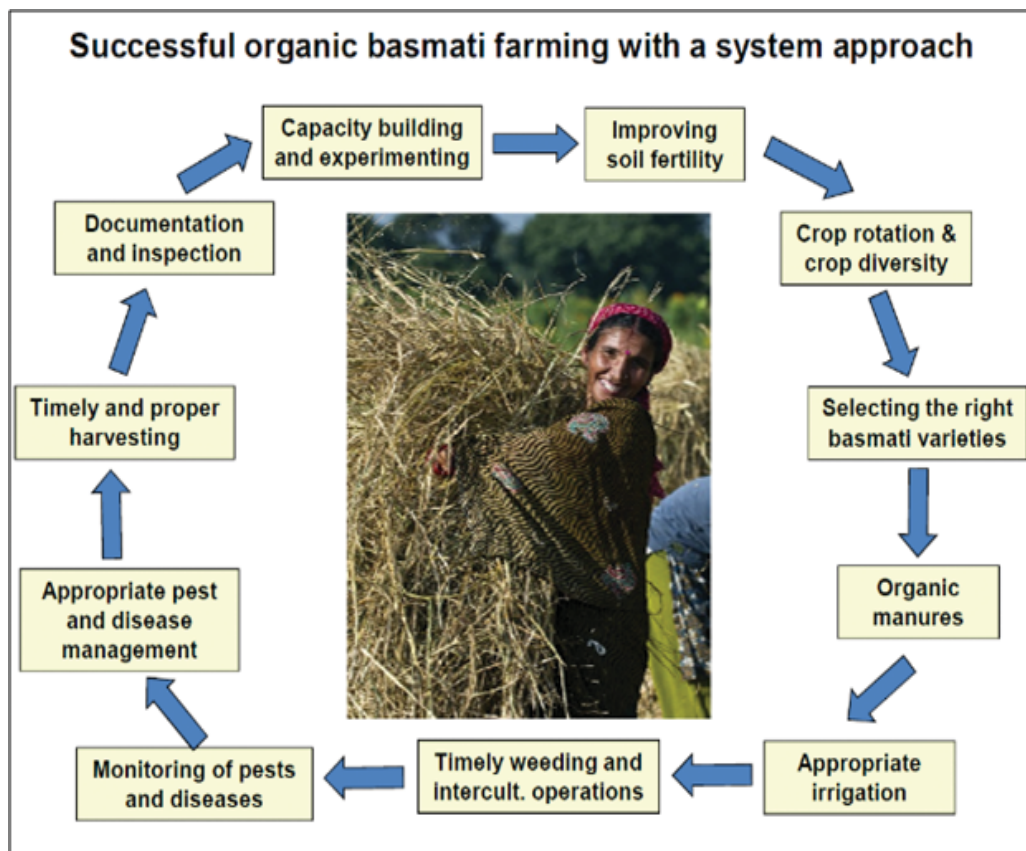 Successful organic basmati farming with a system approach
Capacity building
and experimenting
Improving
soil fertility
Crop rotation &
crop diversity
Selecting the right
basmati varieties
Organic
manures
Appropriate
irrigation
Timely weeding and
intercult. operations
Monitoring of pests
and diseases
Appropriate pest
and disease
management
Timely and proper
harvesting
Documentation
and inspection